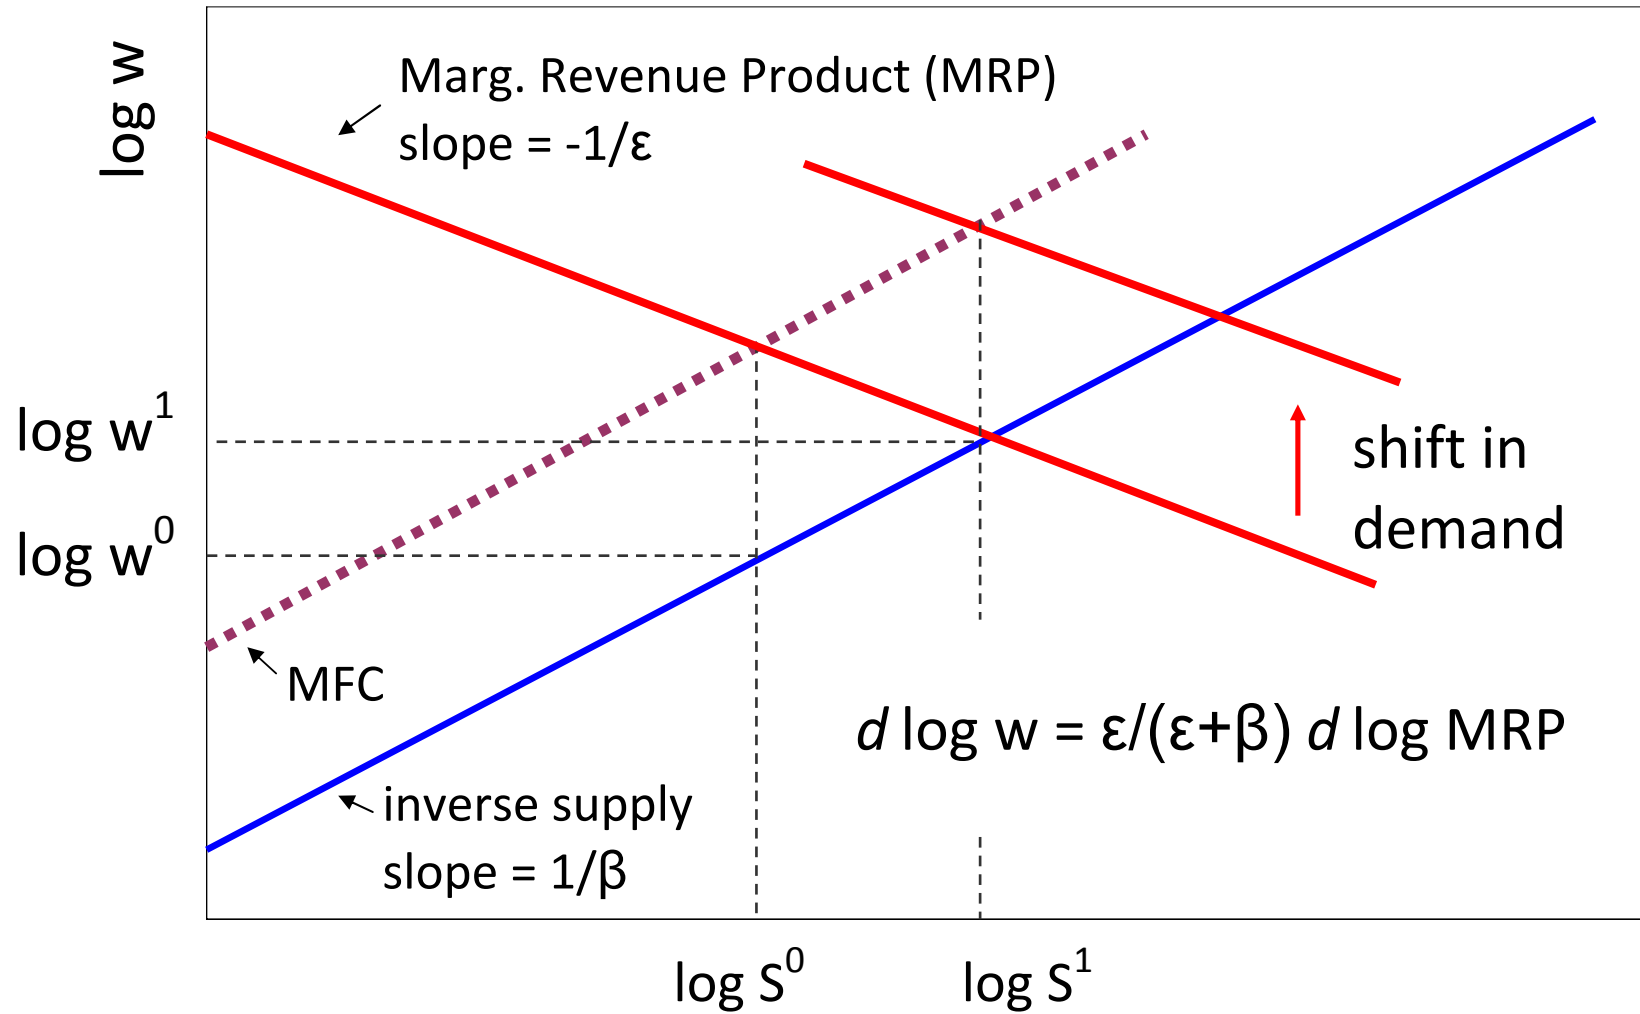 log w
Marg. Revenue Product (MRP)
slope = -1/ε
log w¹
log w⁰
shift in
demand
MFC
d log w = ε/(ε+β) d log MRP
inverse supply
slope = 1/β
log S⁰
log S¹